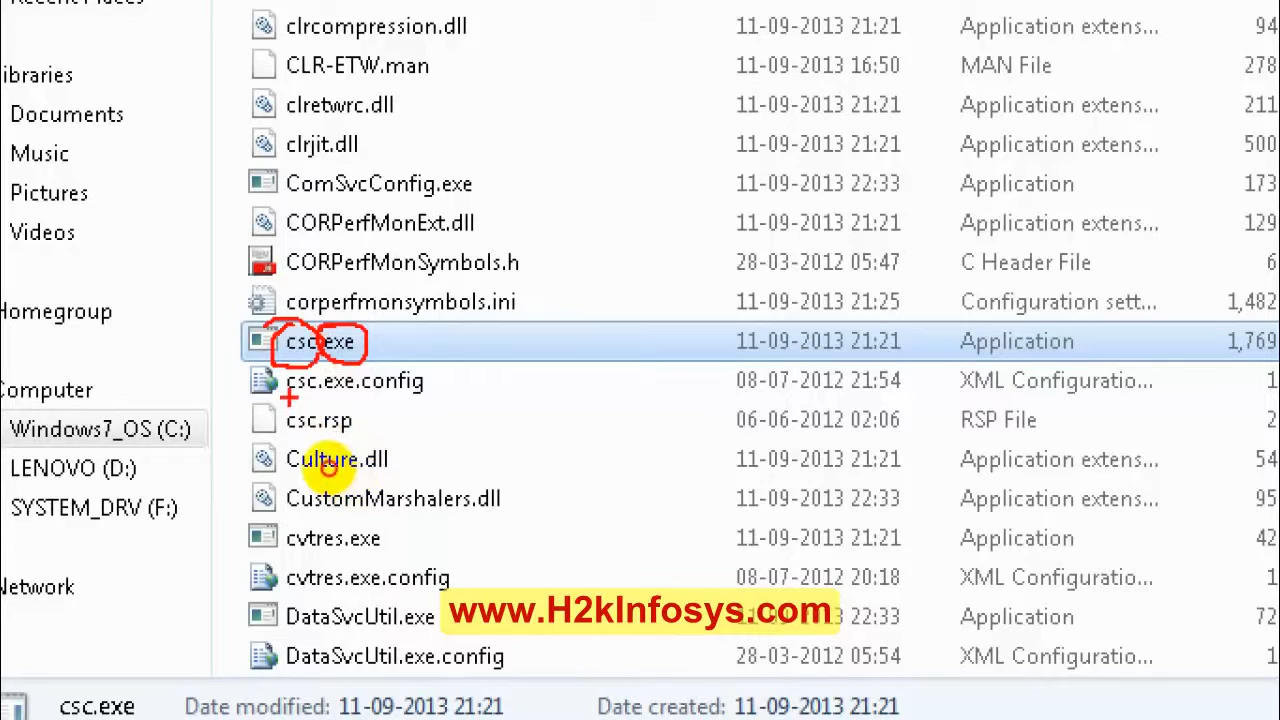 Recent Places
clrcompression.dll 11-09-2013 21:21 Application extens... 94
CLR-ETW.man 11-09-2013 16:50 MAN File 278
ibraries
clretwrc.dll 11-09-2013 21:21 Application extens... 211
Documents
clrjit.dll 11-09-2013 21:21 Application extens... 500
Music
ComSvcConfig.exe 11-09-2013 22:33 Application 173
Pictures
CORPerfMonExt.dll 11-09-2013 21:21 Application extens... 129
Videos
CORPerfMonSymbols.h 28-03-2012 05:47 C Header File 6
corperfmonsymbols.ini 11-09-2013 21:25 Configuration sett... 1,482
Homegroup
csc.exe 11-09-2013 21:21 Application 1,769
csc.exe.config 08-07-2012 21:54 XML Configuratio... 1
Computer
csc.rsp 06-06-2012 02:06 RSP File 2
Windows7_OS (C:)
Culture.dll 11-09-2013 21:21 Application extens... 54
LENOVO (D:)
CustomMarshalers.dll 11-09-2013 22:33 Application extens... 95
SYSTEM_DRV (F:)
cvtres.exe 11-09-2013 21:21 Application 42
cvtres.exe.config 08-07-2012 20:18 XML Configuratio... 1
Network
www.H2kInfosys.com
DataSvcUtil.exe 22:33 Application 72
DataSvcUtil.exe.config 28-03-2012 05:54 XML Configuratio... 1
csc.exe Date modified: 11-09-2013 21:21 Date created: 11-09-2013 21:21